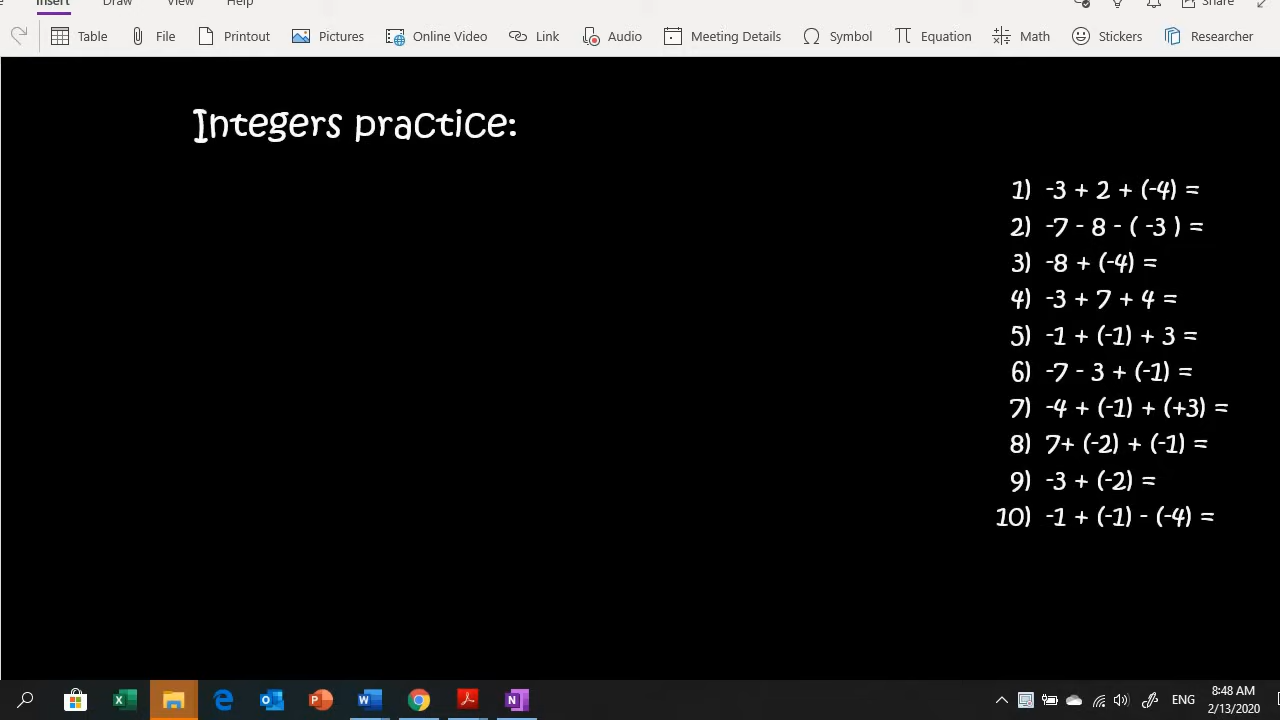 Insert Draw View Help Share
Table File Printout Pictures Online Video Link Audio Meeting Details Symbol Equation Math Stickers Researcher
Integers practice:
1) -3 + 2 + (-4) =
2) -7 - 8 - ( -3 ) =
3) -8 + (-4) =
4) -3 + 7 + 4 =
5) -1 + (-1) + 3 =
6) -7 - 3 + (-1) =
7) -4 + (-1) + (+3) =
8) 7+ (-2) + (-1) =
9) -3 + (-2) =
10) -1 + (-1) - (-4) =
ENG 8:48 AM
2/13/2020